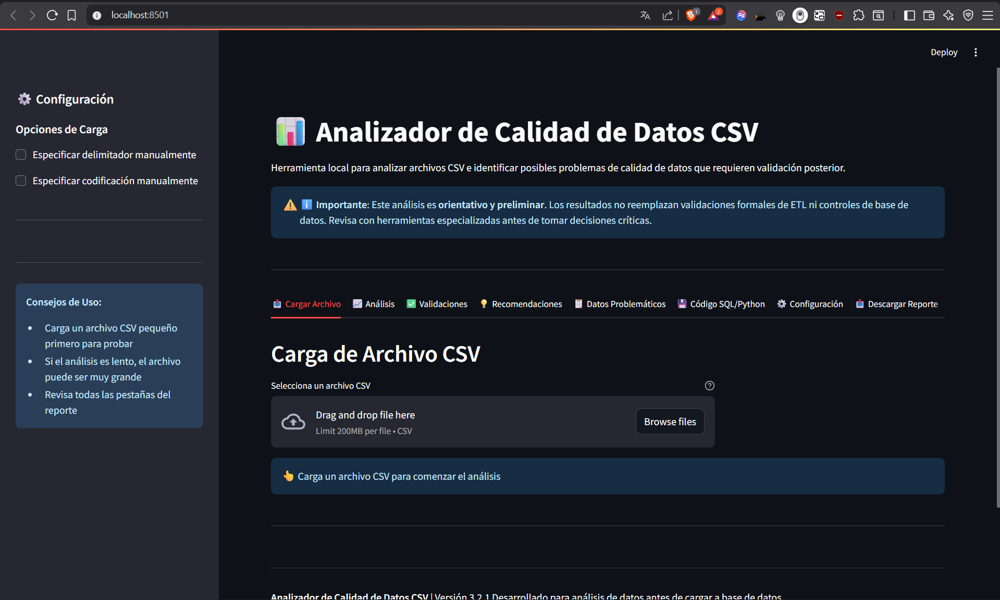 localhost:8501
1
2
Deploy
Configuración
Opciones de Carga
Especificar delimitador manualmente
Especificar codificación manualmente
Consejos de Uso:
Carga un archivo CSV pequeño
primero para probar
Si el análisis es lento, el archivo
puede ser muy grande
Revisa todas las pestañas del
reporte
Analizador de Calidad de Datos CSV
Herramienta local para analizar archivos CSV e identificar posibles problemas de calidad de datos que requieren validación posterior.
Importante: Este análisis es orientativo y preliminar. Los resultados no reemplazan validaciones formales de ETL ni controles de base de
datos. Revisa con herramientas especializadas antes de tomar decisiones críticas.
Cargar Archivo Análisis Validaciones Recomendaciones Datos Problemáticos Código SQL/Python Configuración Descargar Reporte
Carga de Archivo CSV
Selecciona un archivo CSV
Drag and drop file here
Limit 200MB per file • CSV
Browse files
Carga un archivo CSV para comenzar el análisis
Analizador de Calidad de Datos CSV | Versión 3.2.1 Desarrollado para análisis de datos antes de cargar a base de datos